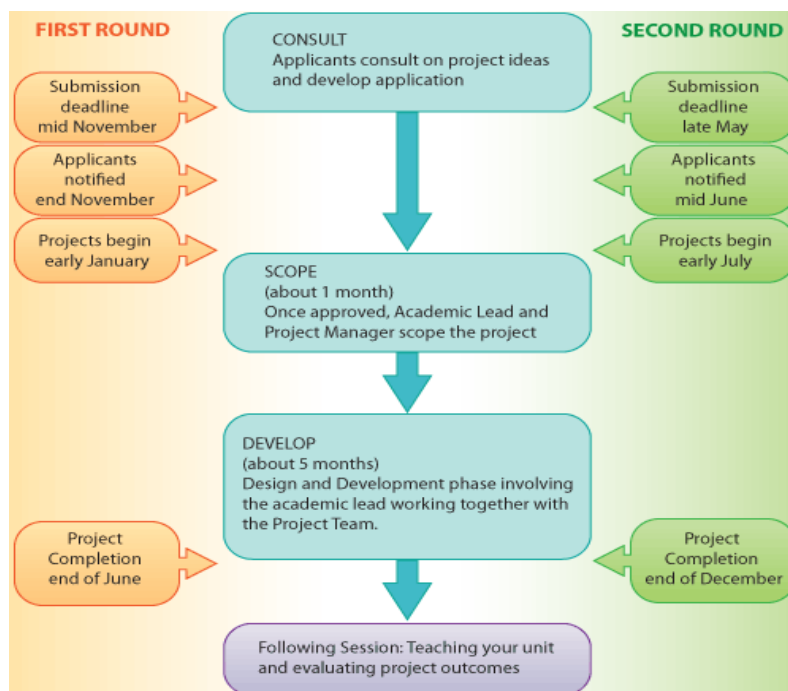 FIRST ROUND
CONSULT
Applicants consult on project ideas
and develop application
SECOND ROUND
Submission
deadline
mid November
Submission
deadline
late May
Applicants
notified
end November
Applicants
notified
mid June
Projects begin
early January
Projects begin
early July
SCOPE
(about 1 month)
Once approved, Academic Lead and
Project Manager scope the project
DEVELOP
(about 5 months)
Design and Development phase involving
the academic lead working together with
the Project Team.
Project
Completion
end of June
Project
Completion
end of December
Following Session: Teaching your unit
and evaluating project outcomes